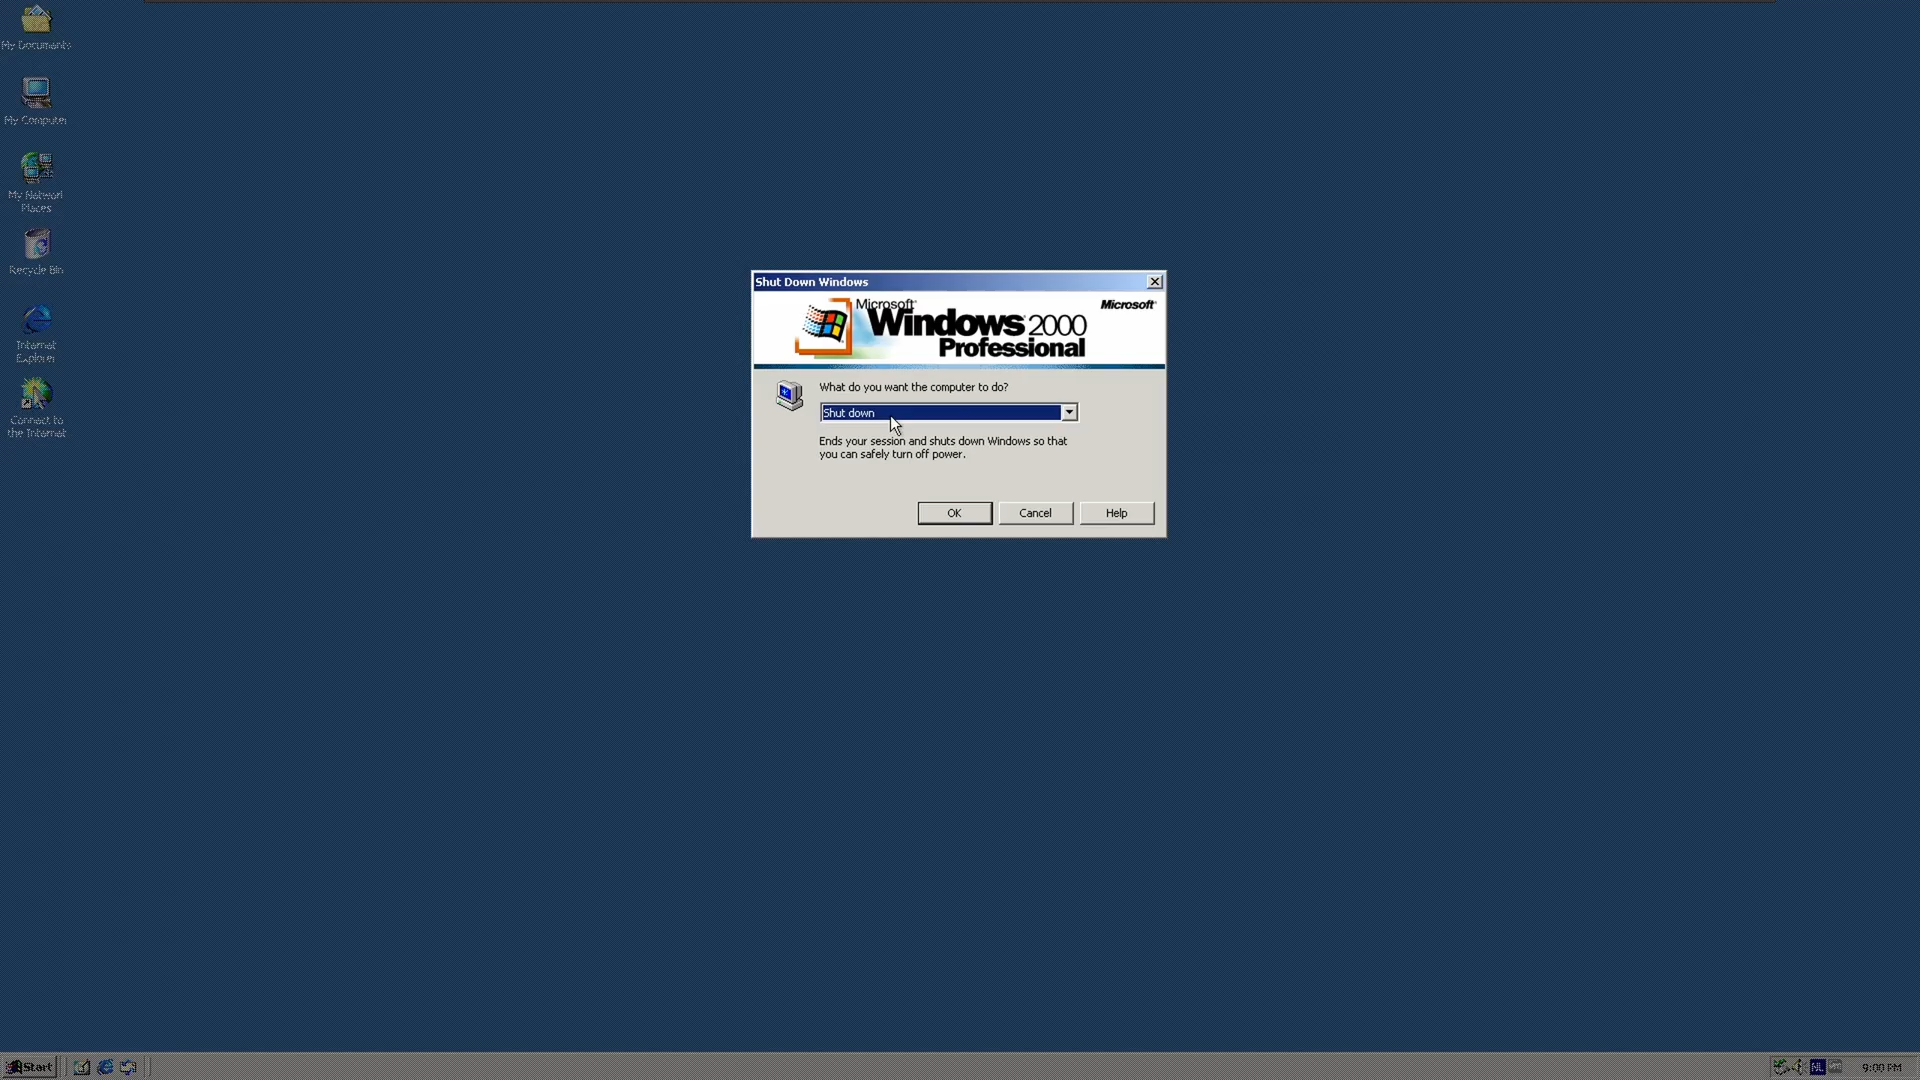 My Documents
My Computer
My Network
Places
Recycle Bin
Internet
Explorer
Connect to
the Internet
Shut Down Windows
Microsoft
Windows 2000
Professional
Microsoft
What do you want the computer to do?
Shut down
Ends your session and shuts down Windows so that
you can safely turn off power.
OK
Cancel
Help
Start
NL
9:00 PM